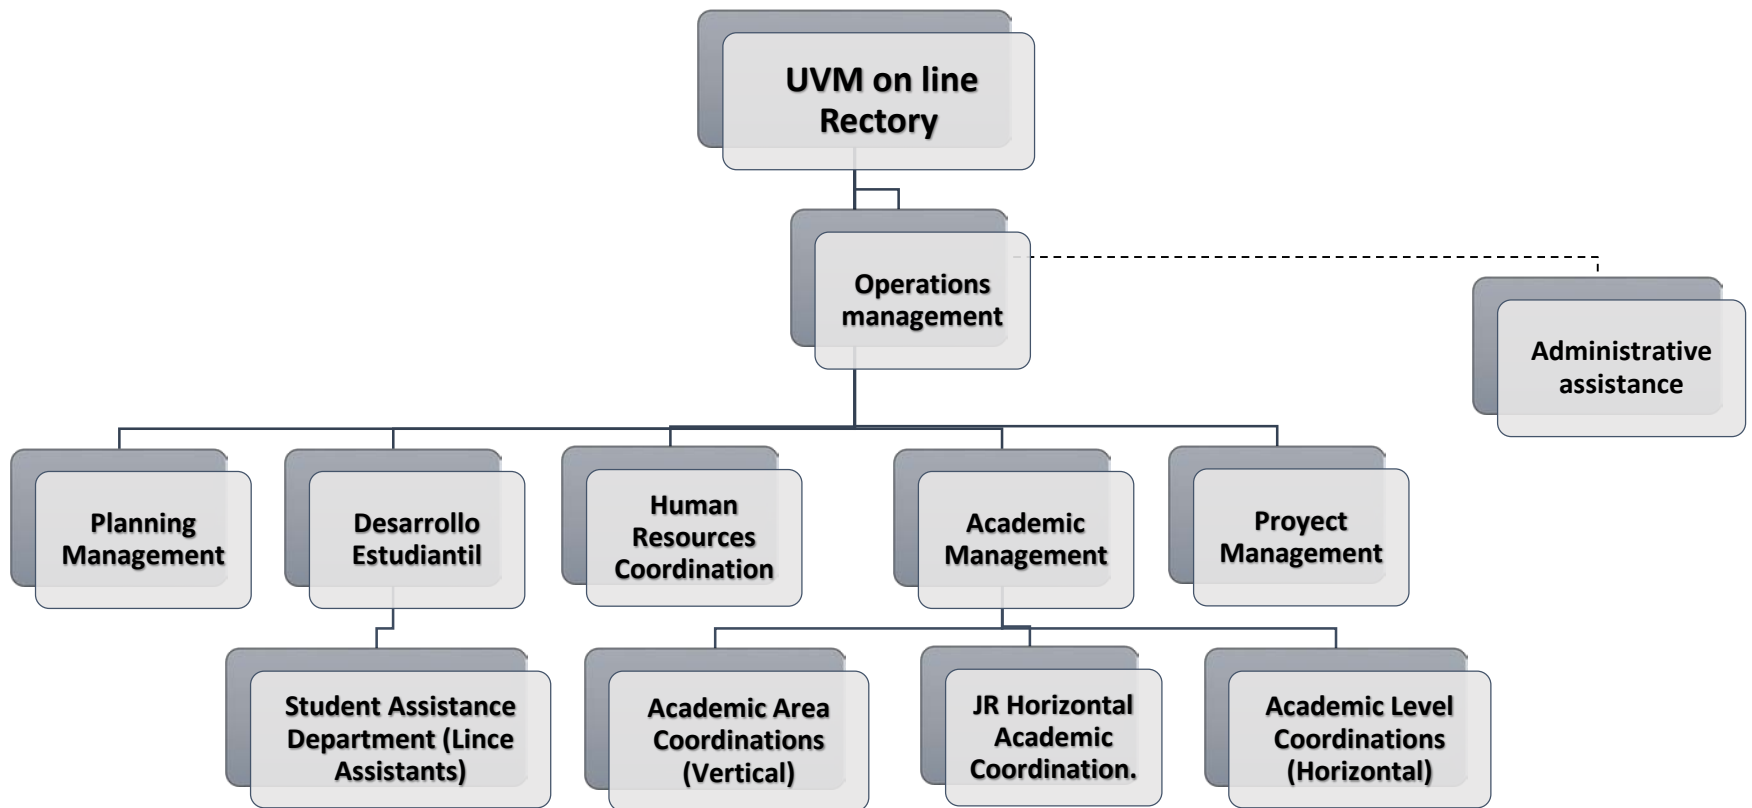 UVM on line
Rectory
Operations
management
Administrative
assistance
Planning
Management
Desarrollo
Estudiantil
Human
Resources
Coordination
Academic
Management
Proyect
Management
Student Assistance
Department (Lince
Assistants)
Academic Area
Coordinations
(Vertical)
JR Horizontal
Academic
Coordination.
Academic Level
Coordinations
(Horizontal)